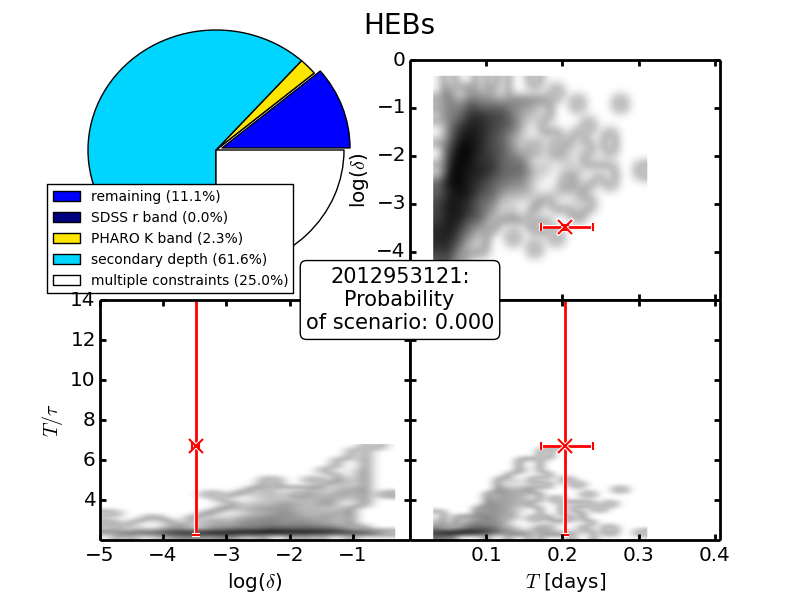 HEBs
remaining (11.1%)
SDSS r band (0.0%)
PHARO K band (2.3%)
secondary depth (61.6%)
multiple constraints (25.0%)
0
−1
−2
−3
−4
log(δ)
2012953121:
Probability
of scenario: 0.000
14
12
10
8
6
4
T/τ
−5 −4 −3 −2 −1
log(δ)
0.1 0.2 0.3 0.4
T [days]